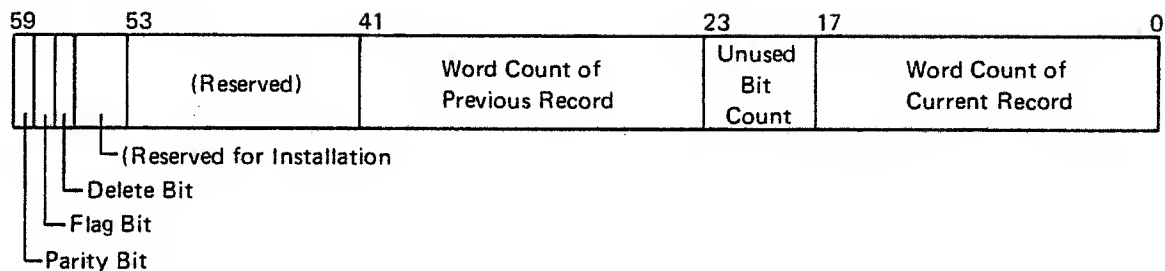 59 53 41 23 17 0
(Reserved)
Word Count of
Previous Record
Unused
Bit
Count
Word Count of
Current Record
(Reserved for Installation
Delete Bit
Flag Bit
Parity Bit